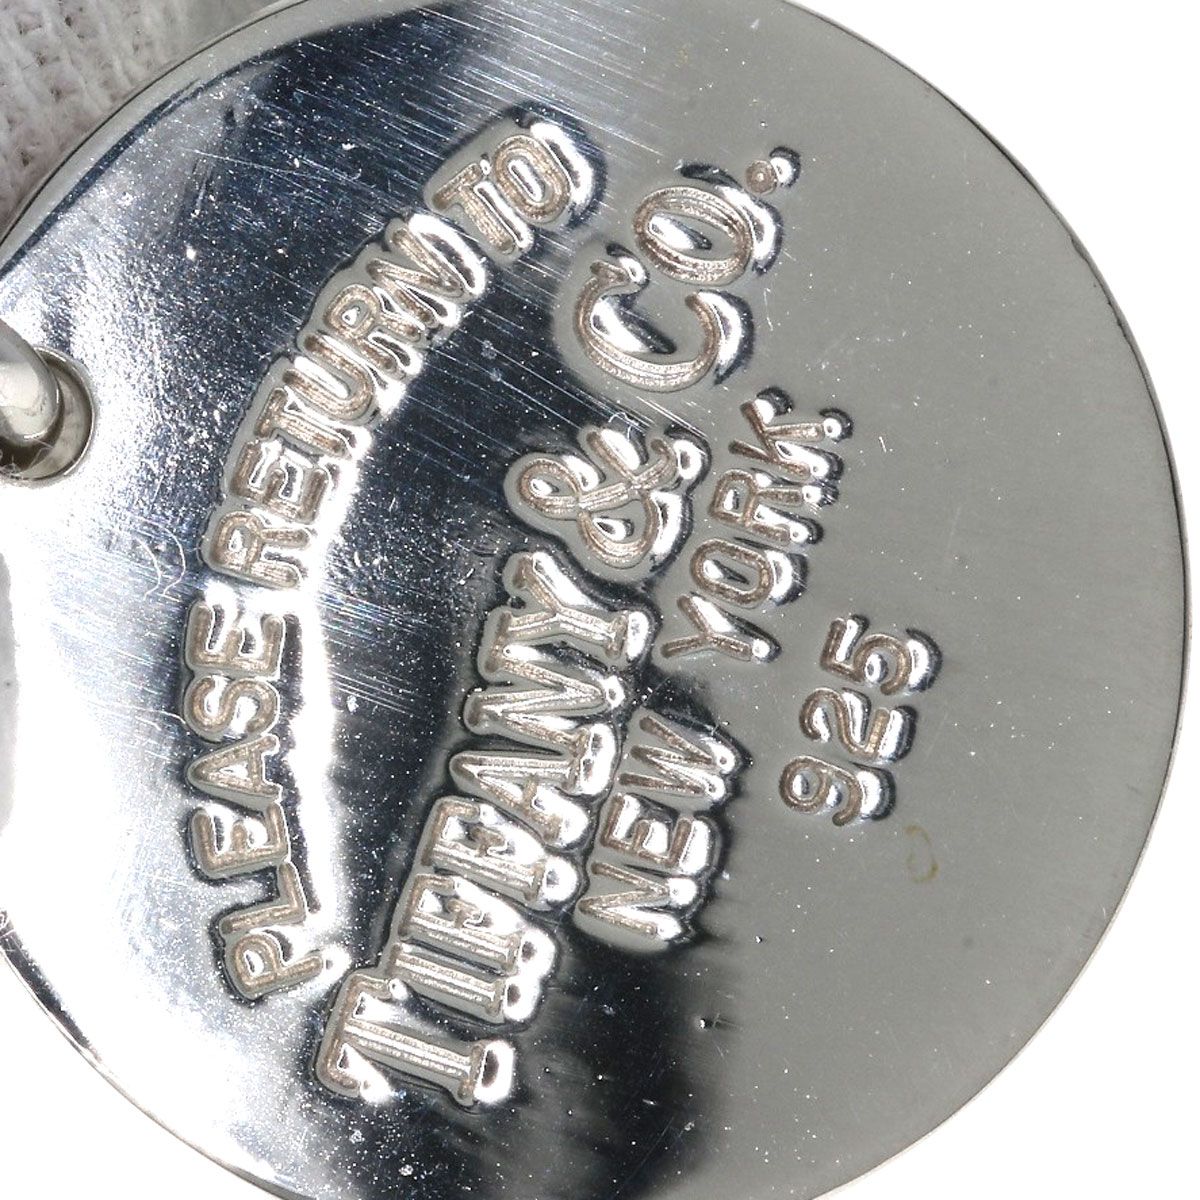 PLEASE RETURN TO
TIFFANY & CO.
NEW YORK
925